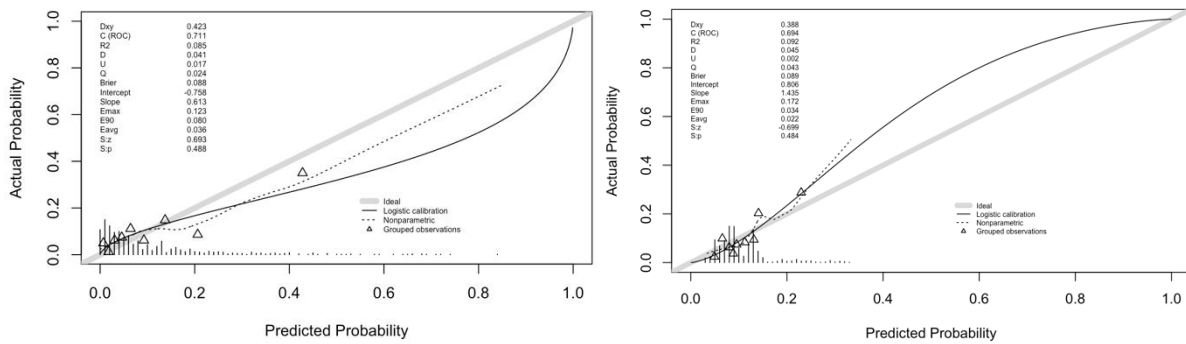 Dxy 0.423
C (ROC) 0.711
R2 0.085
D 0.041
U 0.017
Q 0.024
Brier 0.088
Intercept -0.758
Slope 0.613
Emax 0.123
E90 0.080
Eavg 0.036
S:z 0.693
S:p 0.488
Ideal
Logistic calibration
Nonparametric
Grouped observations
Actual Probability
1.0
0.8
0.6
0.4
0.2
0.0
0.0 0.2 0.4 0.6 0.8 1.0
Predicted Probability
Dxy 0.388
C (ROC) 0.694
R2 0.092
D 0.045
U 0.002
Q 0.043
Brier 0.089
Intercept 0.806
Slope 1.435
Emax 0.172
E90 0.034
Eavg 0.022
S:z -0.699
S:p 0.484
Ideal
Logistic calibration
Nonparametric
Grouped observations
Actual Probability
1.0
0.8
0.6
0.4
0.2
0.0
0.0 0.2 0.4 0.6 0.8 1.0
Predicted Probability